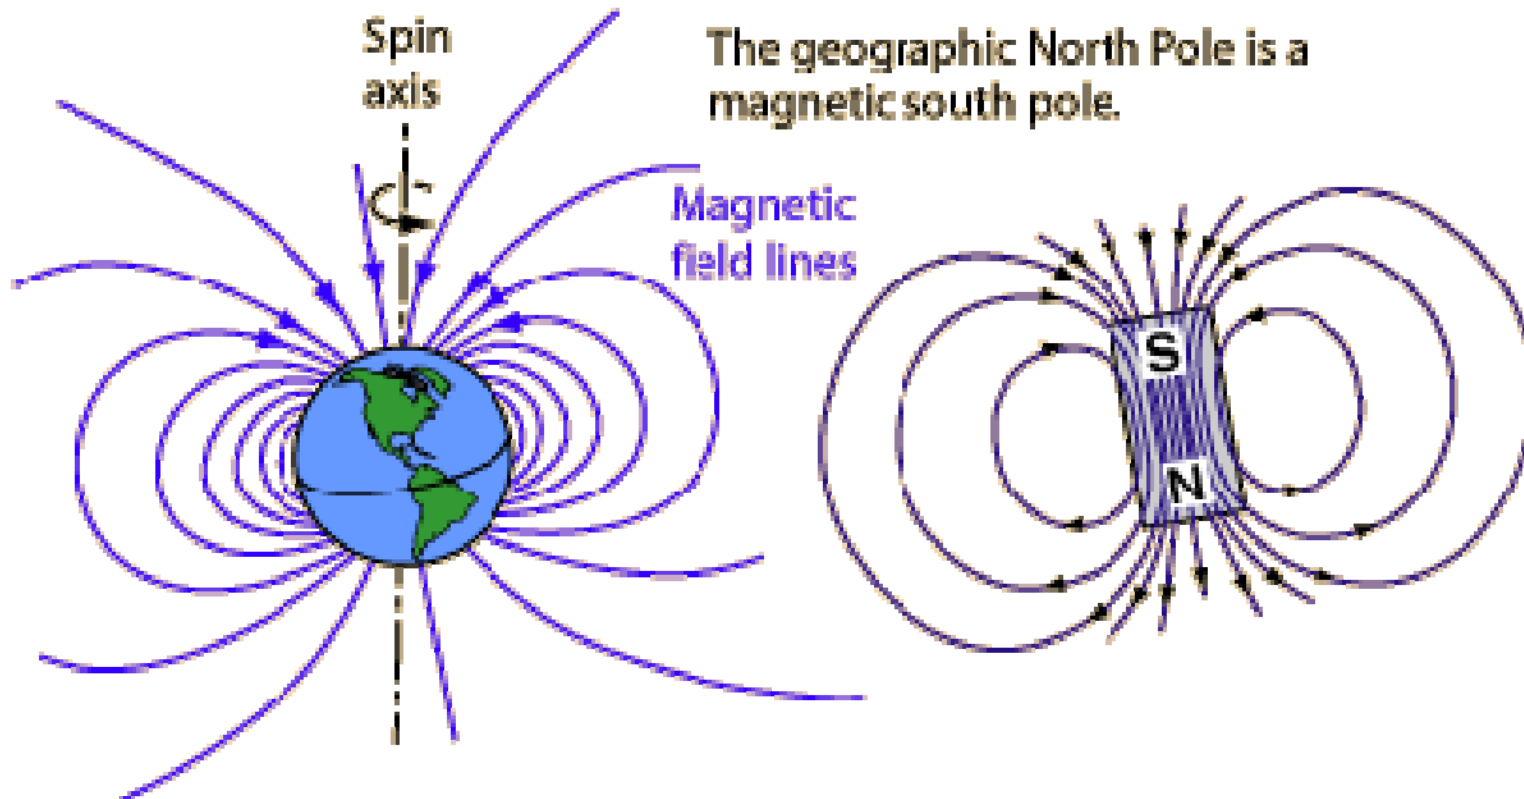 Spin
axis
The geographic North Pole is a
magnetic south pole.
Magnetic
field lines
S
N